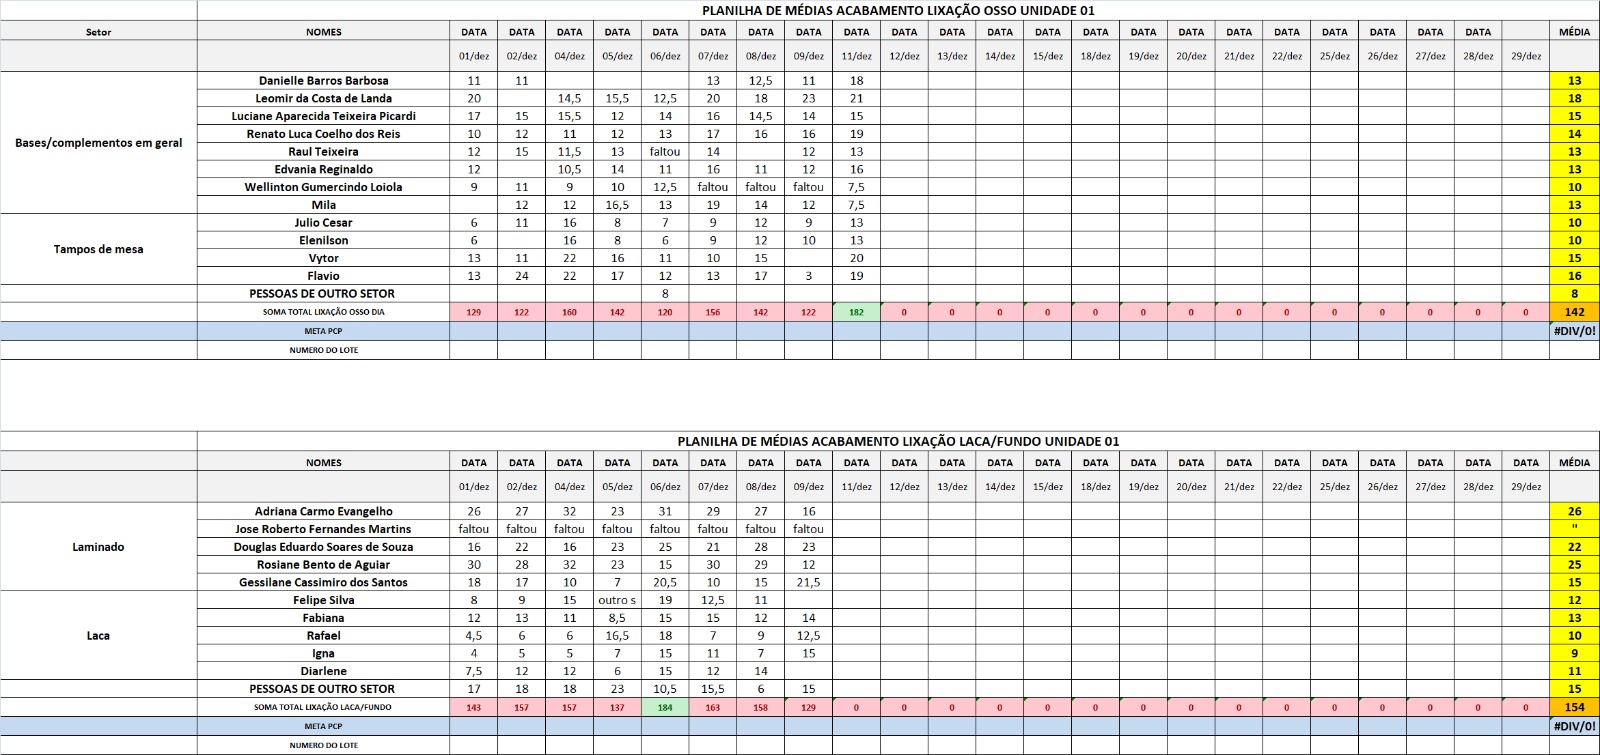 PLANILHA DE MÉDIAS ACABAMENTO LIXAÇÃO OSSO UNIDADE 01
Setor NOMES DATA DATA DATA DATA DATA DATA DATA DATA DATA DATA DATA DATA DATA DATA DATA DATA DATA DATA DATA DATA DATA DATA MÉDIA
01/dez 02/dez 04/dez 05/dez 06/dez 07/dez 08/dez 09/dez 11/dez 12/dez 13/dez 14/dez 15/dez 18/dez 19/dez 20/dez 21/dez 22/dez 25/dez 26/dez 27/dez 28/dez 29/dez
Bases/complementos em geral
Danielle Barros Barbosa 11 11 13 12,5 11 18 13
Leomir da Costa de Landa 20 14,5 15,5 12,5 20 18 23 21 18
Luciane Aparecida Teixeira Picardi 17 15 15,5 12 14 16 14,5 14 15 15
Renato Luca Coelho dos Reis 10 12 11 12 13 17 16 16 19 14
Raul Teixeira 12 15 11,5 13 faltou 14 12 13 13
Edvania Reginaldo 12 10,5 14 11 16 11 12 16 13
Wellinton Gumercindo Loiola 9 11 9 10 12,5 faltou faltou faltou 7,5 10
Mila 12 12 16,5 13 19 14 12 7,5 13
Tampos de mesa
Julio Cesar 6 11 16 8 7 9 12 9 13 10
Elenilson 6 16 8 6 9 12 10 13 10
Vytor 13 11 22 16 11 10 15 20 15
Flavio 13 24 22 17 12 13 17 3 19 16
PESSOAS DE OUTRO SETOR 8 8
SOMA TOTAL LIXAÇÃO OSSO DIA 129 122 160 142 120 156 142 122 182 0 0 0 0 0 0 0 0 0 0 0 0 0 0 142
META PCP #DIV/0!
NUMERO DO LOTE
PLANILHA DE MÉDIAS ACABAMENTO LIXAÇÃO LACA/FUNDO UNIDADE 01
NOMES DATA DATA DATA DATA DATA DATA DATA DATA DATA DATA DATA DATA DATA DATA DATA DATA DATA DATA DATA DATA DATA DATA DATA MÉDIA
01/dez 02/dez 04/dez 05/dez 06/dez 07/dez 08/dez 09/dez 11/dez 12/dez 13/dez 14/dez 15/dez 18/dez 19/dez 20/dez 21/dez 22/dez 25/dez 26/dez 27/dez 28/dez 29/dez
Laminado
Adriana Carmo Evangelho 26 27 32 23 31 29 27 16 26
Jose Roberto Fernandes Martins faltou faltou faltou faltou faltou faltou faltou faltou "
Douglas Eduardo Soares de Souza 16 22 16 23 25 21 28 23 22
Rosiane Bento de Aguiar 30 28 32 23 15 30 29 12 25
Gessilane Cassimiro dos Santos 18 17 10 7 20,5 10 15 21,5 15
Laca
Felipe Silva 8 9 15 outro s 19 12,5 11 12
Fabiana 12 13 11 8,5 15 15 12 14 13
Rafael 4,5 6 6 16,5 18 7 9 12,5 10
Igna 4 5 5 7 15 11 7 15 9
Diarlene 7,5 12 12 6 15 12 14 11
PESSOAS DE OUTRO SETOR 17 18 18 23 10,5 15,5 6 15 15
SOMA TOTAL LIXAÇÃO LACA/FUNDO 143 157 157 137 184 163 158 129 0 0 0 0 0 0 0 0 0 0 0 0 0 0 0 154
META PCP #DIV/0!
NUMERO DO LOTE